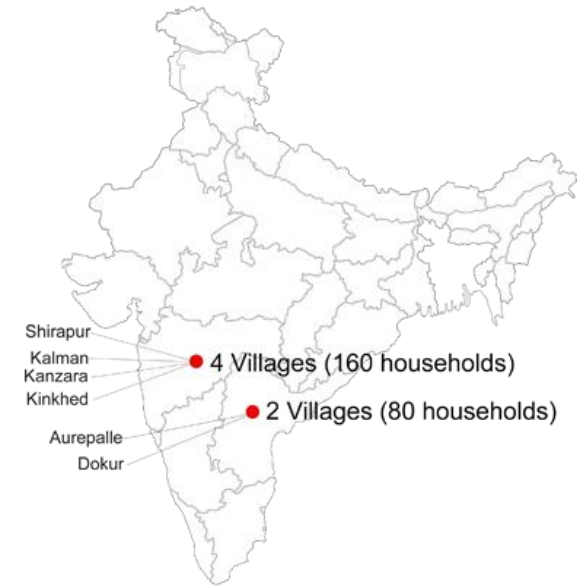 Shirapur
Kalman
Kanzara
Kinkhed
4 Villages (160 households)
Aurepalle
Dokur
2 Villages (80 households)